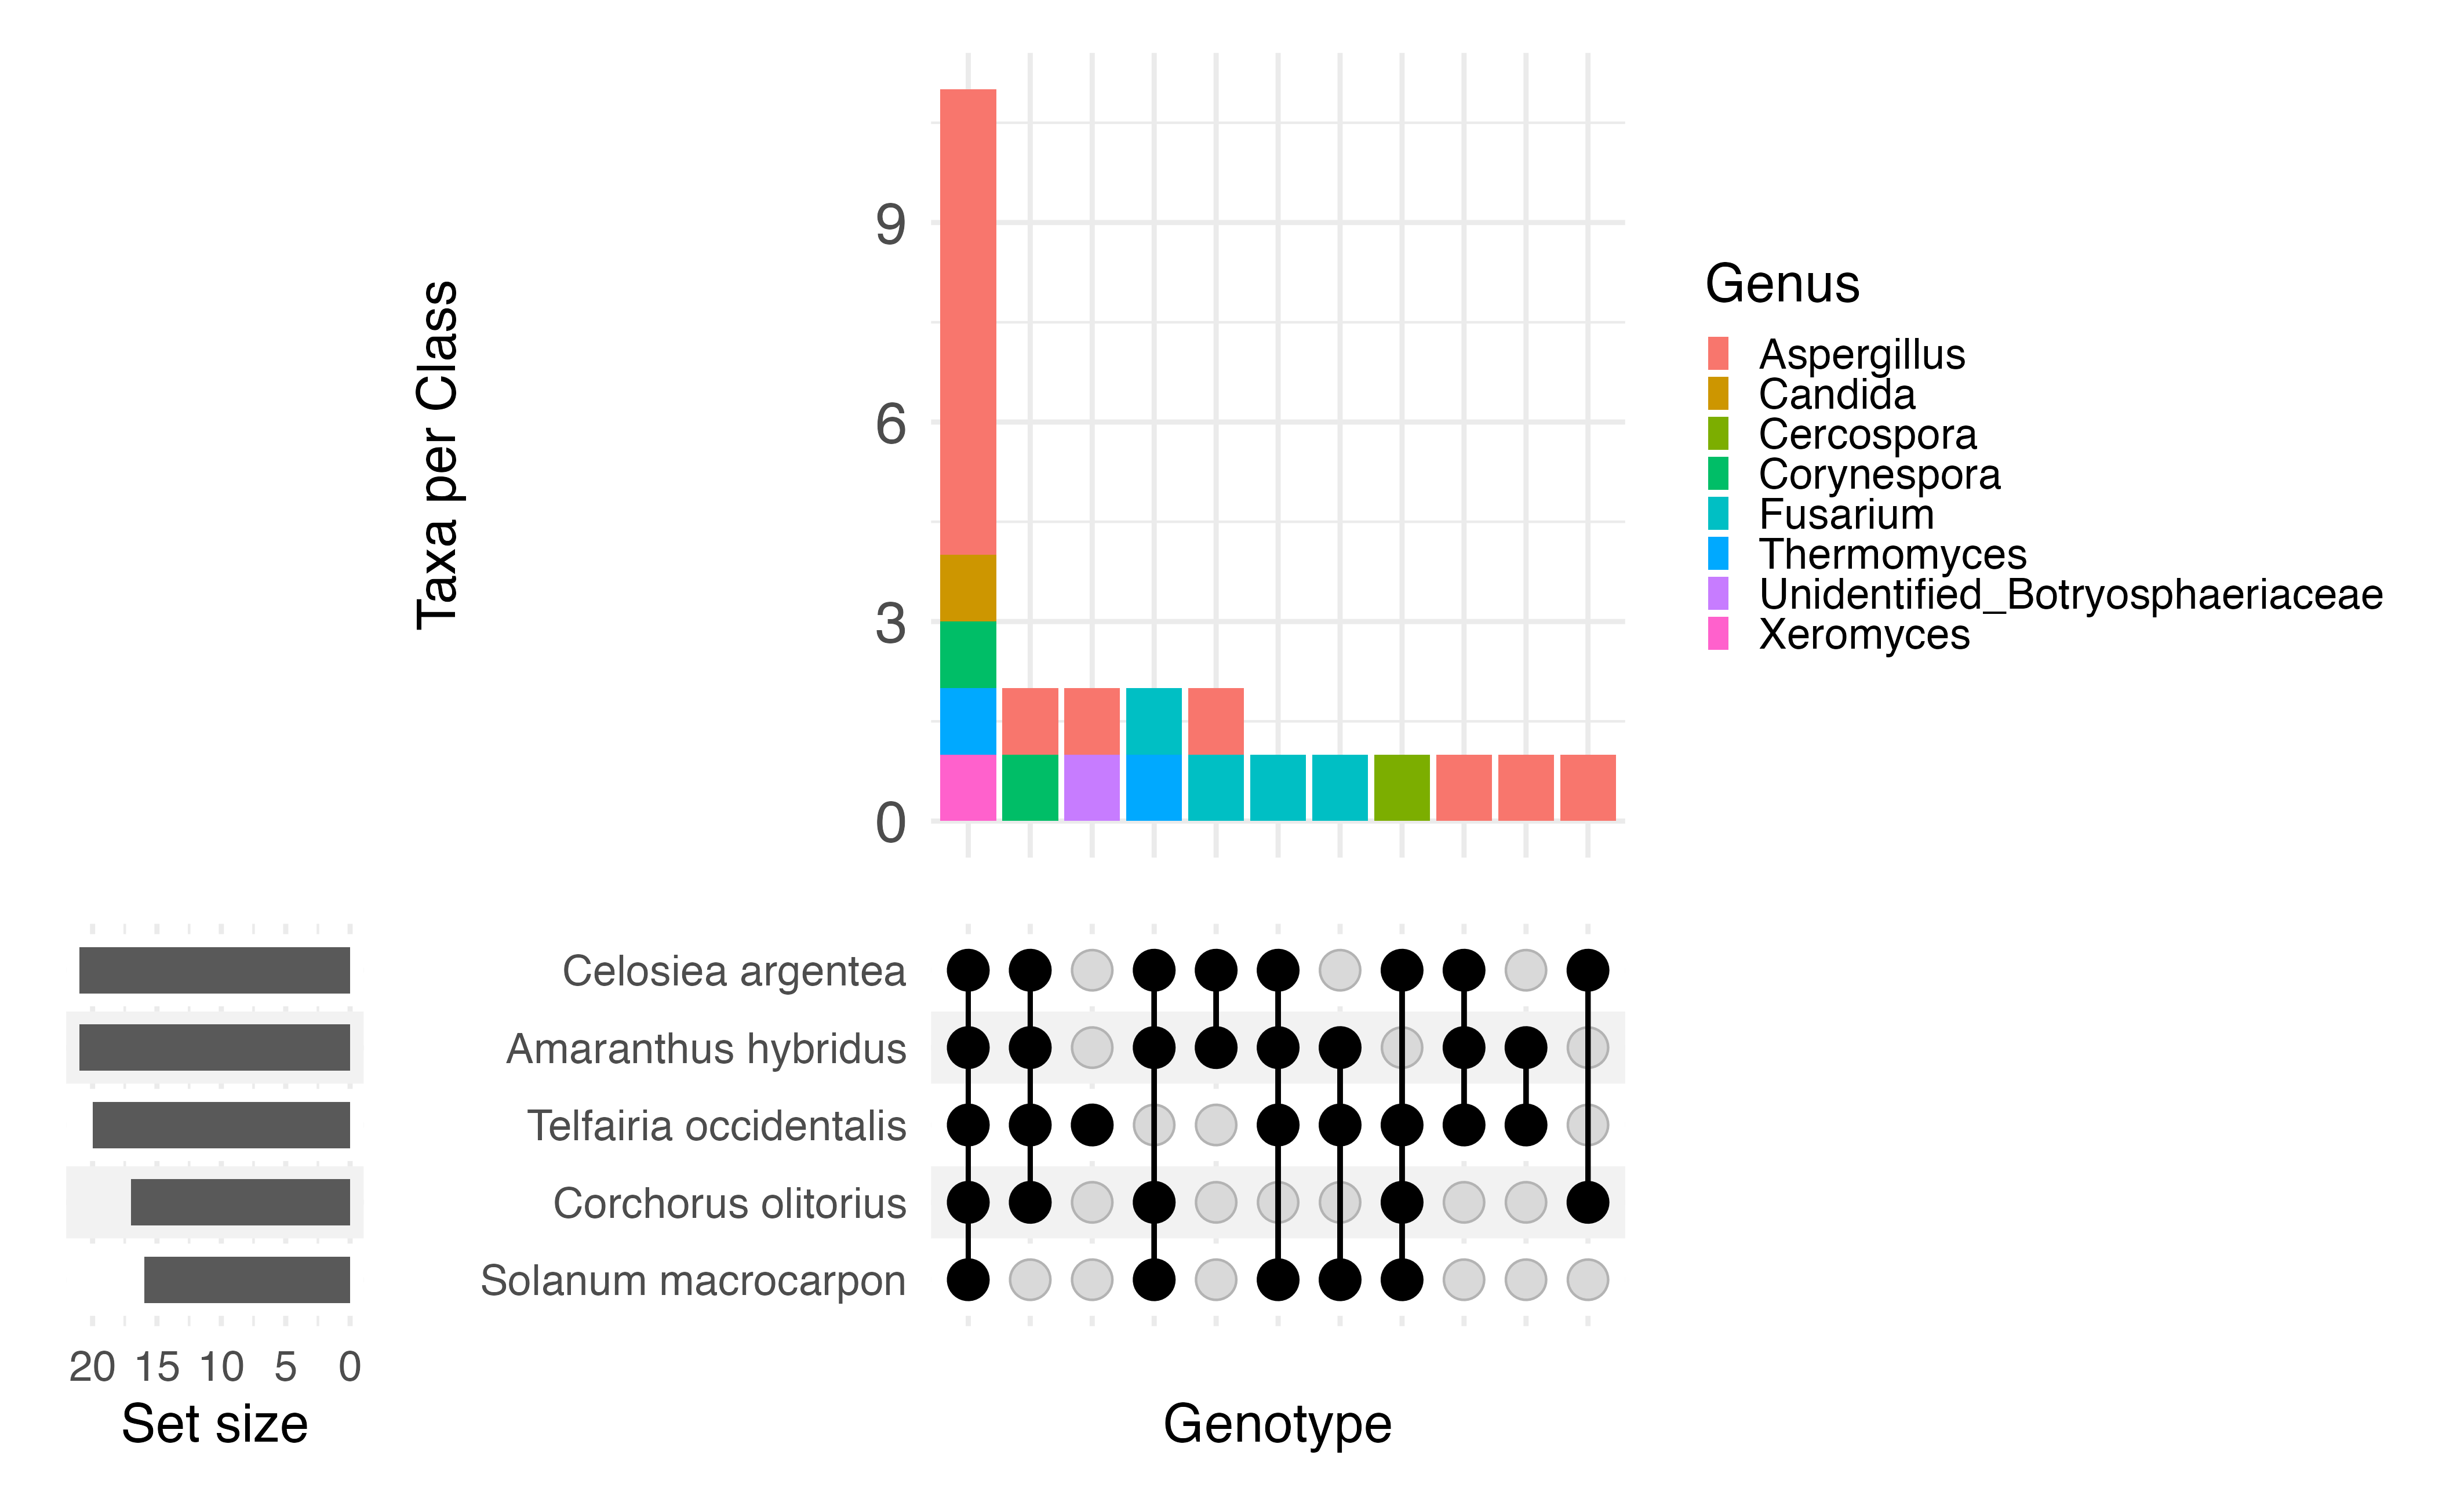 Taxa per Class
9
6
3
0
Genus
Aspergillus
Candida
Cercospora
Corynespora
Fusarium
Thermomyces
Unidentified_Botryosphaeriaceae
Xeromyces
Celosiea argentea
Amaranthus hybridus
Telfairia occidentalis
Corchorus olitorius
Solanum macrocarpon
20 15 10 5 0
Set size
Genotype